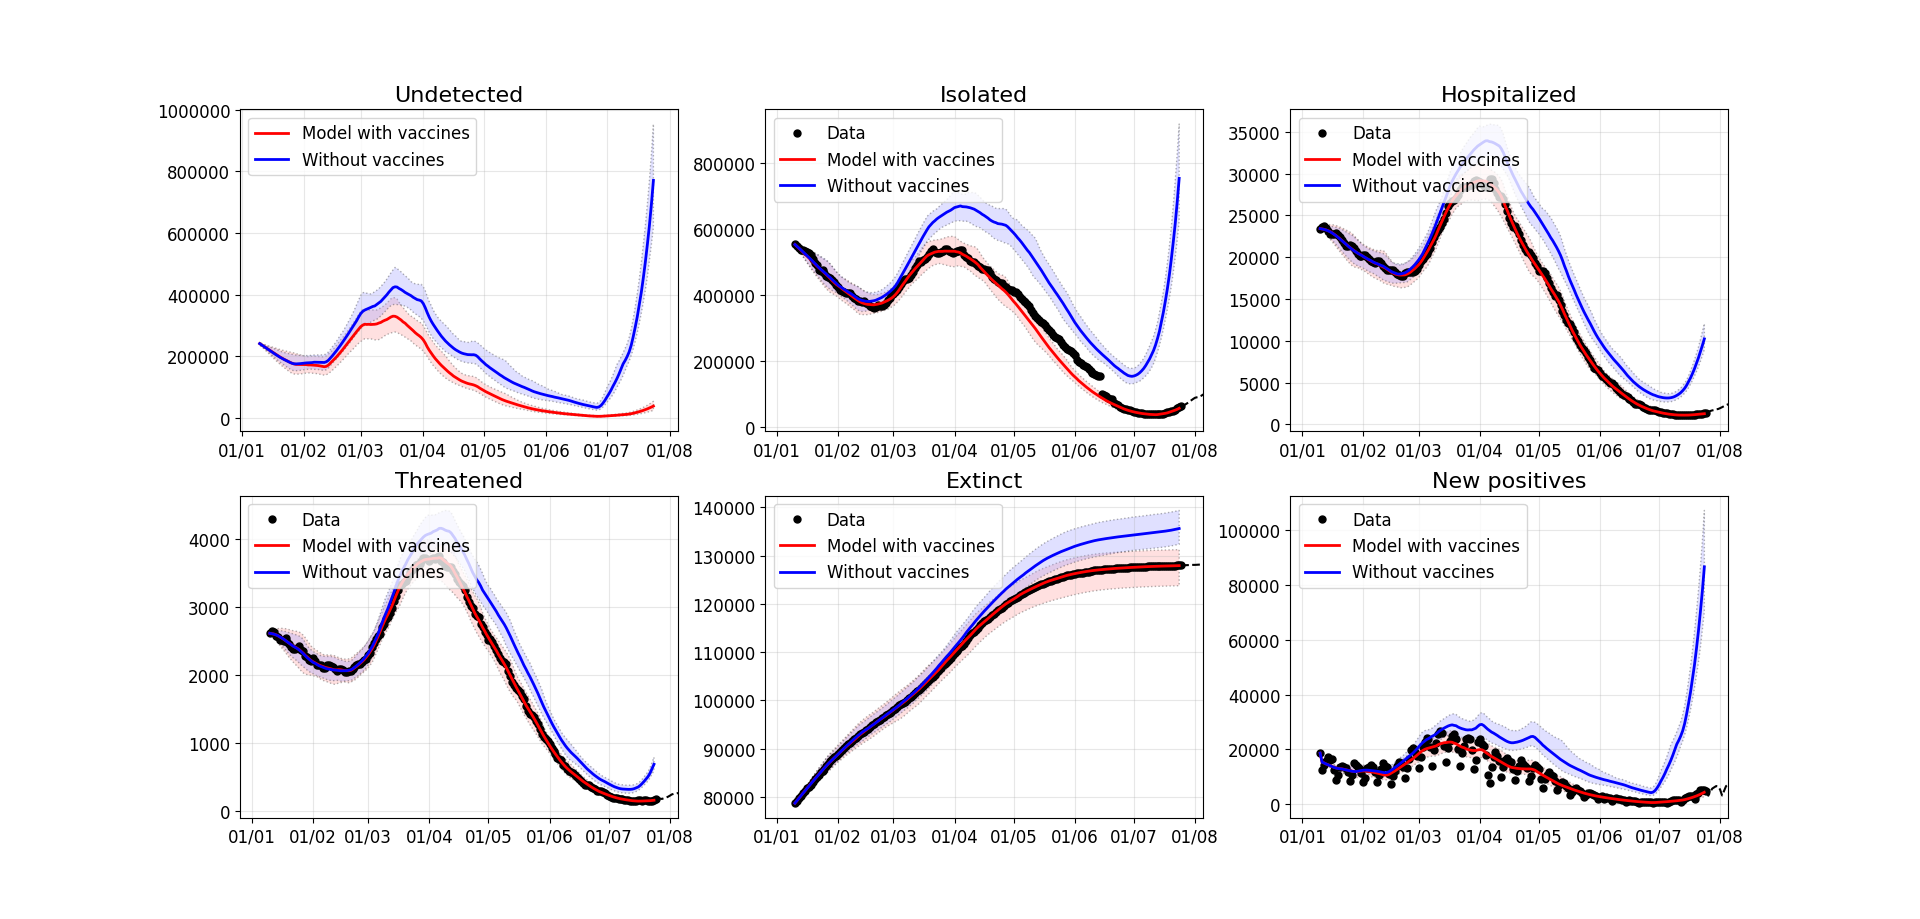 Undetected
1000000
800000
600000
400000
200000
0
Model with vaccines
Without vaccines
01/01 01/02 01/03 01/04 01/05 01/06 01/07 01/08
Isolated
800000
600000
400000
200000
0
Data
Model with vaccines
Without vaccines
01/01 01/02 01/03 01/04 01/05 01/06 01/07 01/08
Hospitalized
35000
30000
25000
20000
15000
10000
5000
0
Data
Model with vaccines
Without vaccines
01/01 01/02 01/03 01/04 01/05 01/06 01/07 01/08
Threatened
4000
3000
2000
1000
0
Data
Model with vaccines
Without vaccines
01/01 01/02 01/03 01/04 01/05 01/06 01/07 01/08
Extinct
140000
130000
120000
110000
100000
90000
80000
Data
Model with vaccines
Without vaccines
01/01 01/02 01/03 01/04 01/05 01/06 01/07 01/08
New positives
100000
80000
60000
40000
20000
0
Data
Model with vaccines
Without vaccines
01/01 01/02 01/03 01/04 01/05 01/06 01/07 01/08